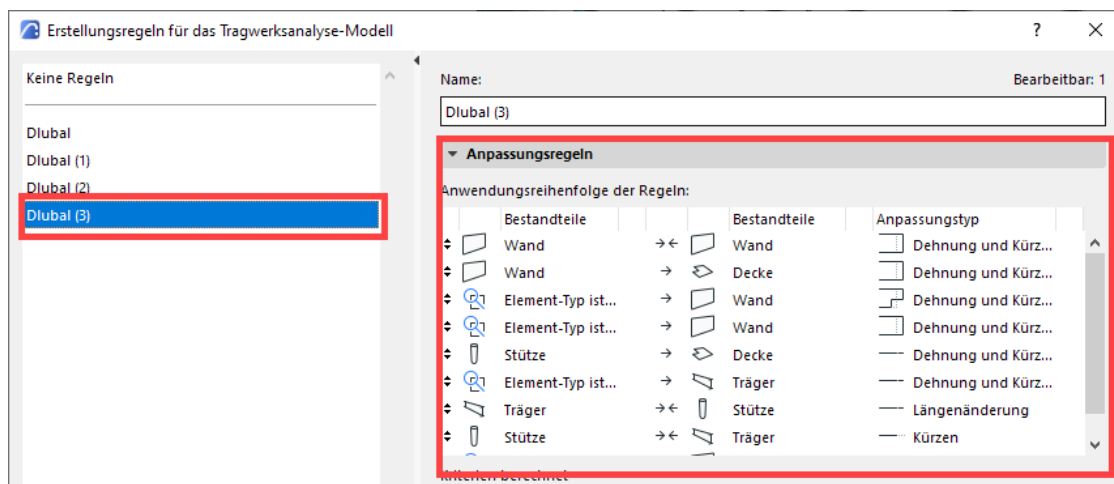 Erstellungsregeln für das Tragwerksanalyse-Modell ?
Keine Regeln
Dlubal
Dlubal (1)
Dlubal (2)
Dlubal (3)
Name: Bearbeitbar: 1
Dlubal (3)
Anpassungsregeln
Anwendungsreihenfolge der Regeln:
Bestandteile Bestandteile Anpassungstyp
Wand Wand Dehnung und Kürz...
Wand Decke Dehnung und Kürz...
Element-Typ ist... Wand Dehnung und Kürz...
Element-Typ ist... Wand Dehnung und Kürz...
Stütze Decke Dehnung und Kürz...
Element-Typ ist... Träger Dehnung und Kürz...
Träger Stütze Längenänderung
Stütze Träger Kürzen
Kriterien berechnet